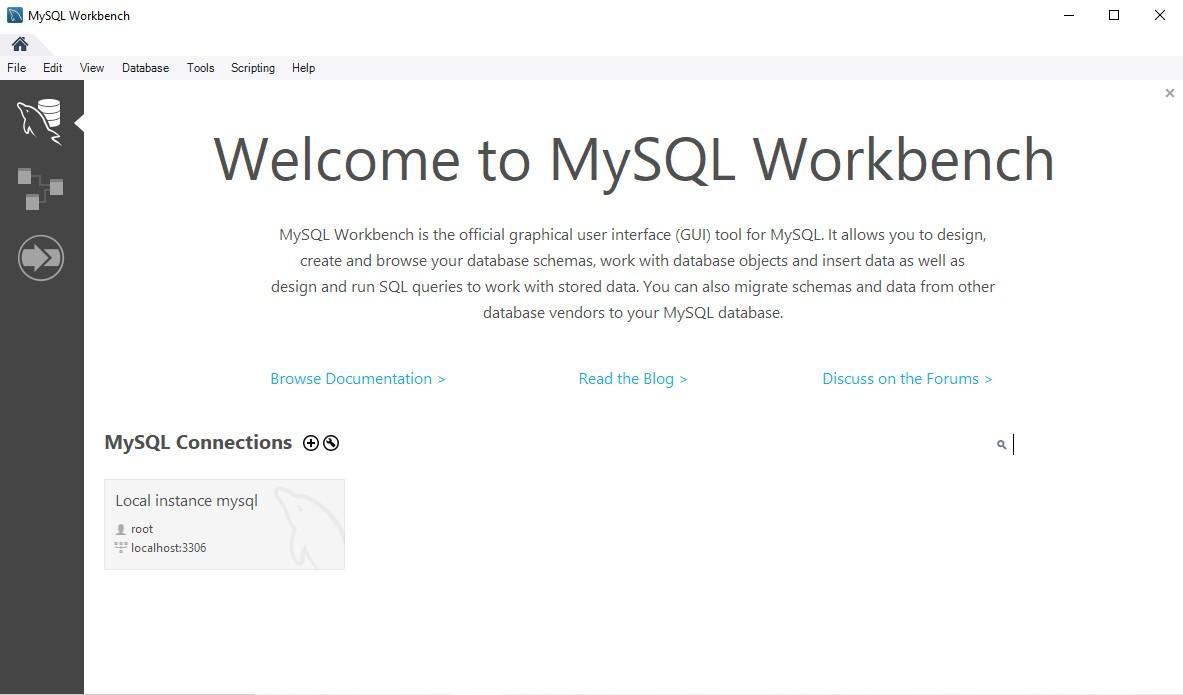 MySQL Workbench
File Edit View Database Tools Scripting Help
Welcome to MySQL Workbench
MySQL Workbench is the official graphical user interface (GUI) tool for MySQL. It allows you to design,
create and browse your database schemas, work with database objects and insert data as well as
design and run SQL queries to work with stored data. You can also migrate schemas and data from other
database vendors to your MySQL database.
Browse Documentation > Read the Blog > Discuss on the Forums >
MySQL Connections
Local instance mysql
root
localhost:3306